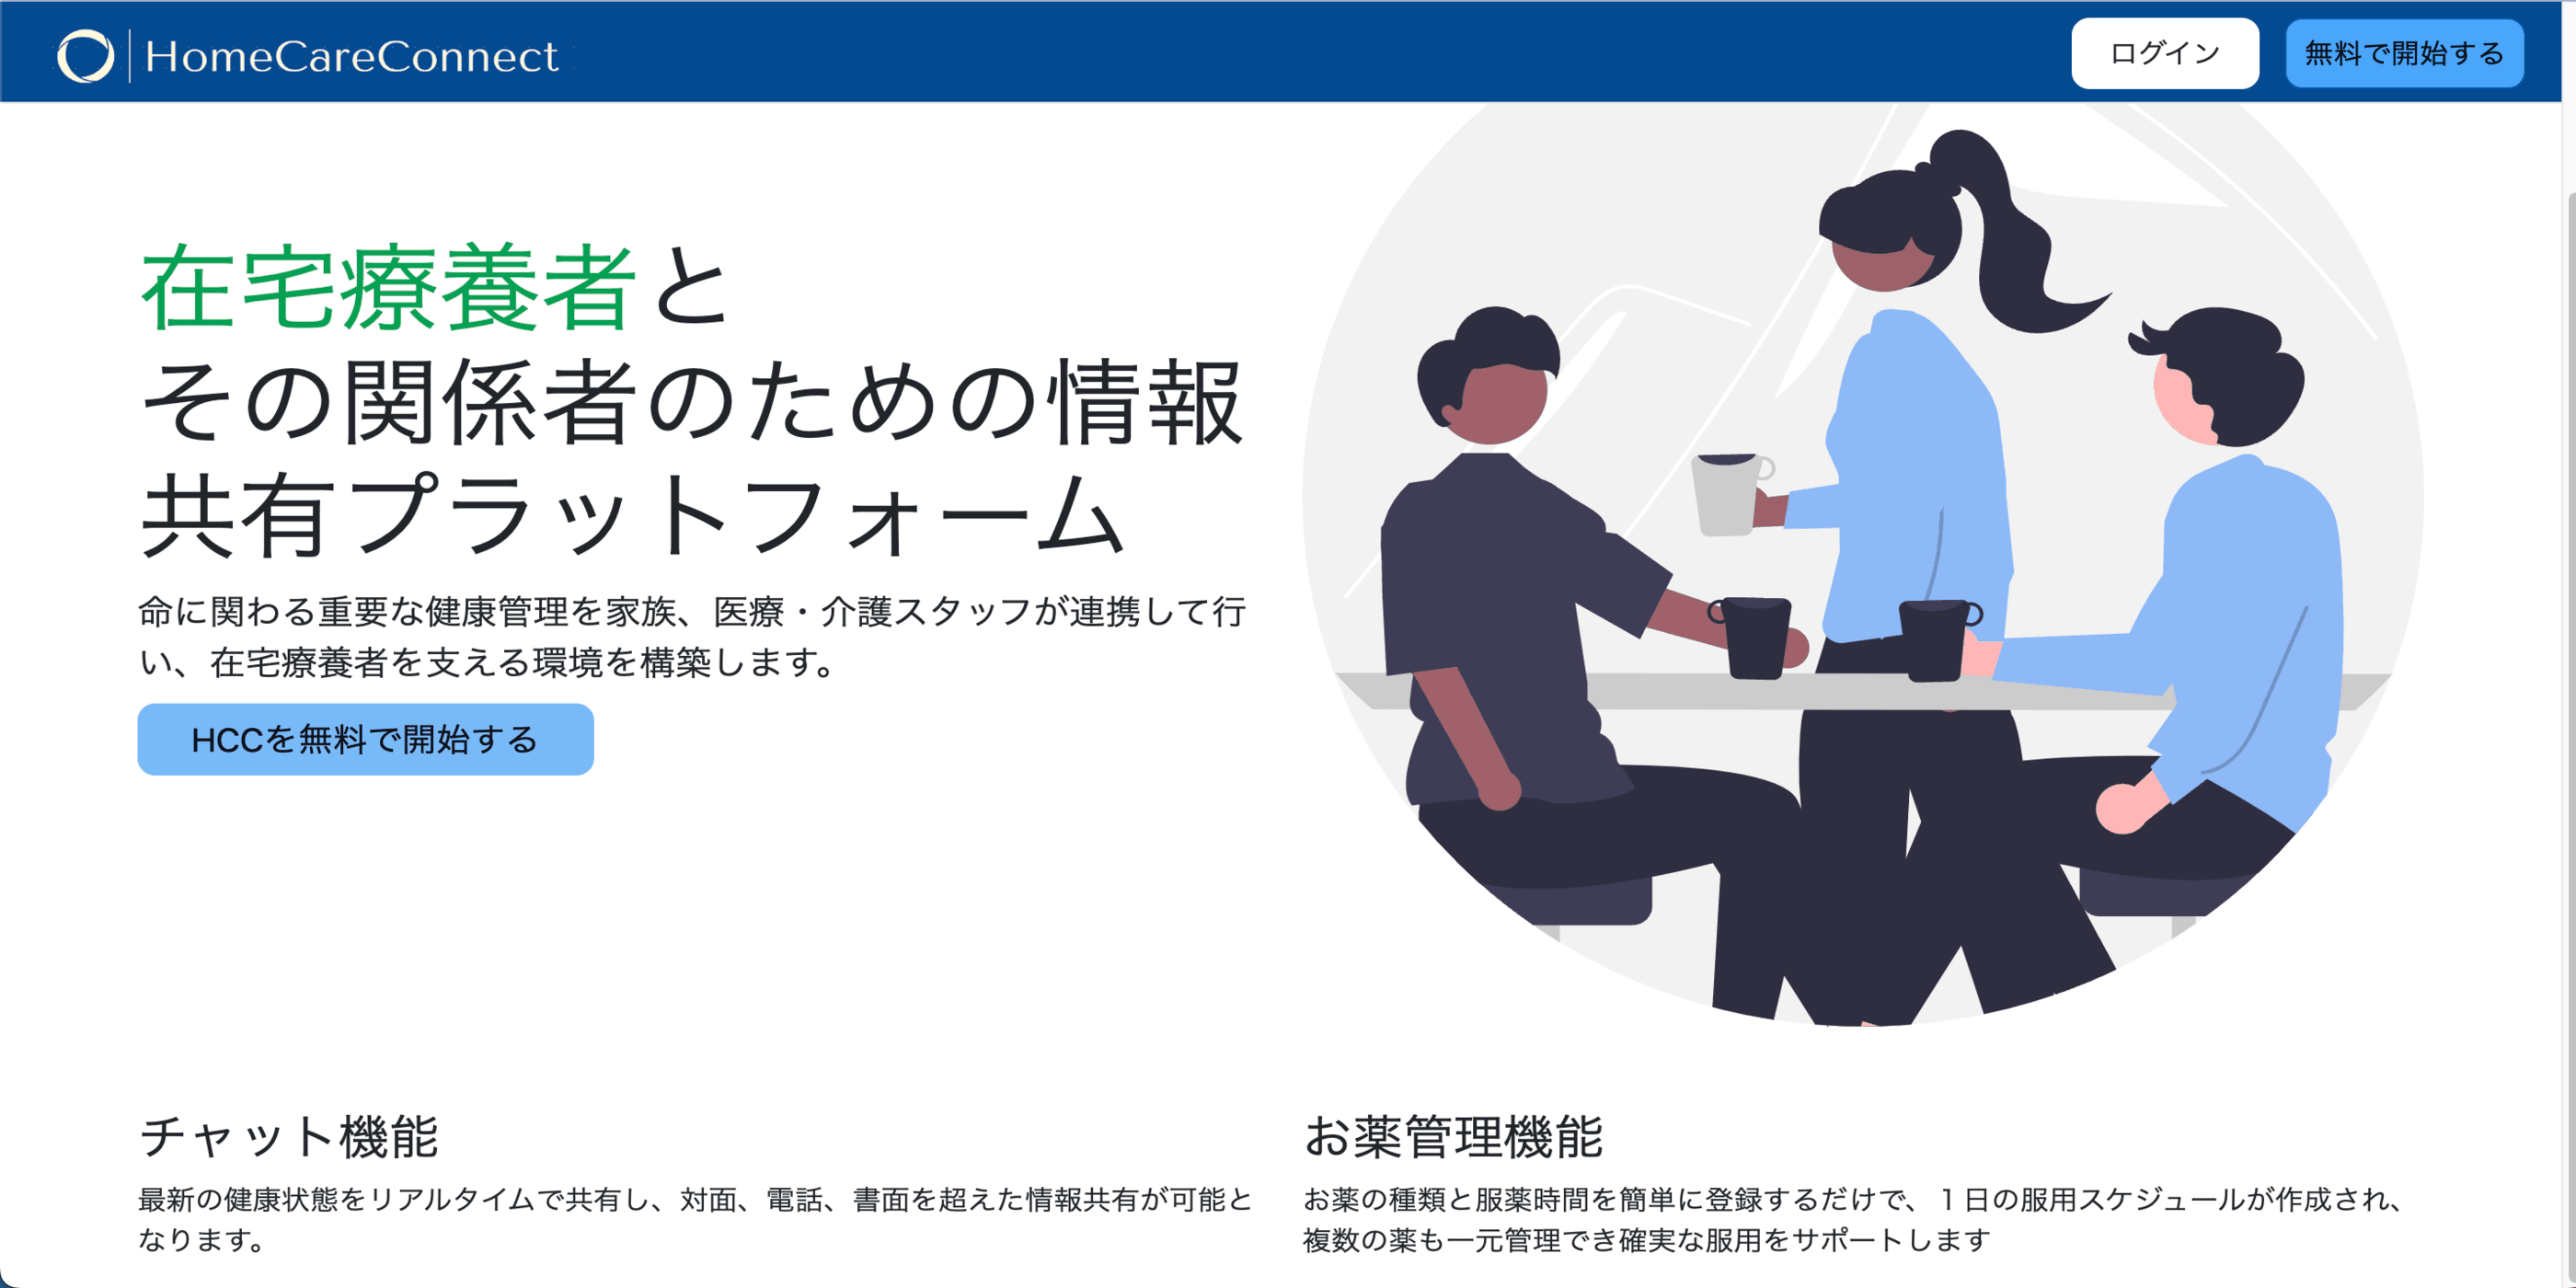 HomeCareConnect
ログイン
無料で開始する
在宅療養者と
その関係者のための情報
共有プラットフォーム
命に関わる重要な健康管理を家族、医療・介護スタッフが連携して行
い、在宅療養者を支える環境を構築します。
HCCを無料で開始する
チャット機能
最新の健康状態をリアルタイムで共有し、対面、電話、書面を超えた情報共有が可能と
なります。
お薬管理機能
お薬の種類と服薬時間を簡単に登録するだけで、１日の服用スケジュールが作成され、
複数の薬も一元管理でき確実な服用をサポートします